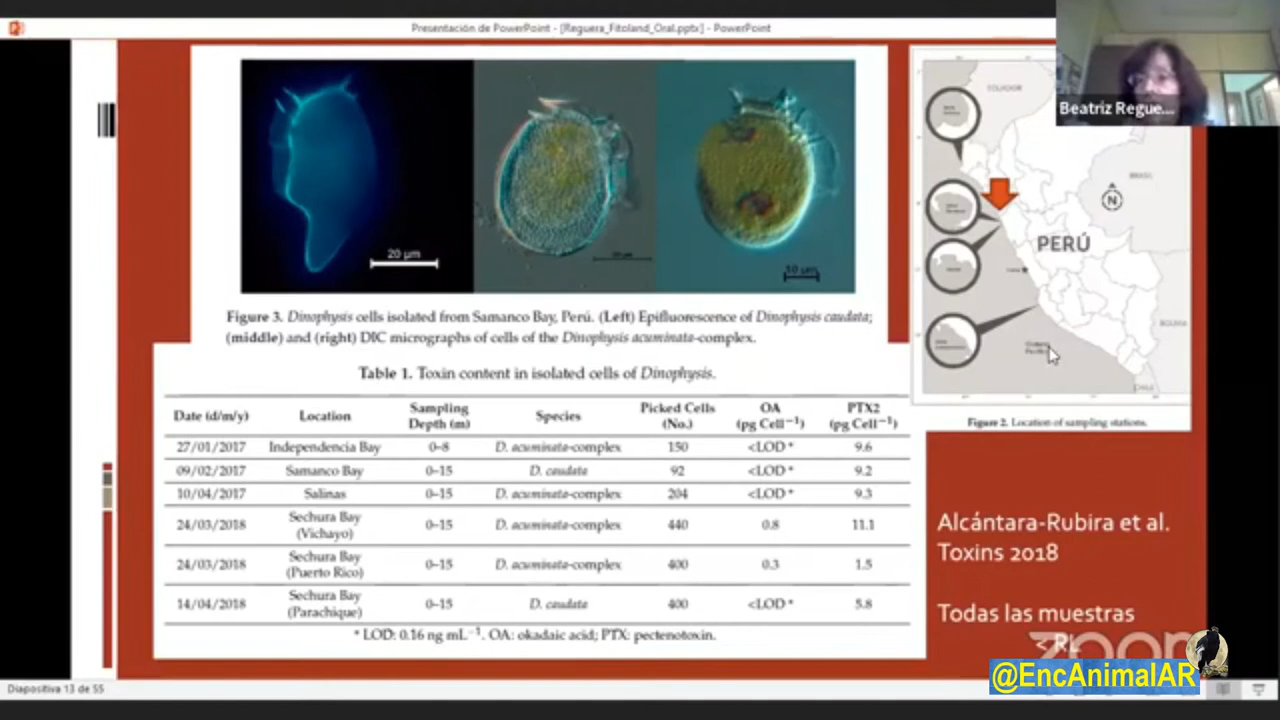 Presentación de PowerPoint - [Reguera_Fitoland_Oral.pptx] - PowerPoint
Beatriz Regue...
20 µm
10 µm
Figure 3. Dinophysis cells isolated from Samanco Bay, Perú. (Left) Epifluorescence of Dinophysis caudata;
(middle) and (right) DIC micrographs of cells of the Dinophysis acuminata-complex.
ECUADOR
BRASIL
N
PERÚ
BOLIVIA
CHILE
Figure 2. Location of sampling stations.
Table 1. Toxin content in isolated cells of Dinophysis.
Date (d/m/y) Location Sampling Depth (m) Species Picked Cells (No.) OA (pg Cell⁻¹) PTX2 (pg Cell⁻¹)
27/01/2017 Independencia Bay 0–8 D. acuminata-complex 150 <LOD * 9.6
09/02/2017 Samanco Bay 0–15 D. caudata 92 <LOD * 9.2
10/04/2017 Salinas 0–15 D. acuminata-complex 204 <LOD * 9.3
24/03/2018 Sechura Bay (Vichayo) 0–15 D. acuminata-complex 440 0.8 11.1
24/03/2018 Sechura Bay (Puerto Rico) 0–15 D. acuminata-complex 400 0.3 1.5
14/04/2018 Sechura Bay (Parachique) 0–15 D. caudata 400 <LOD * 5.8
* LOD: 0.16 ng mL⁻¹. OA: okadaic acid; PTX: pectenotoxin.
Alcántara-Rubira et al.
Toxins 2018
Todas las muestras
< RL
zoom
@EncAnimalAR
Diapositiva 13 de 55